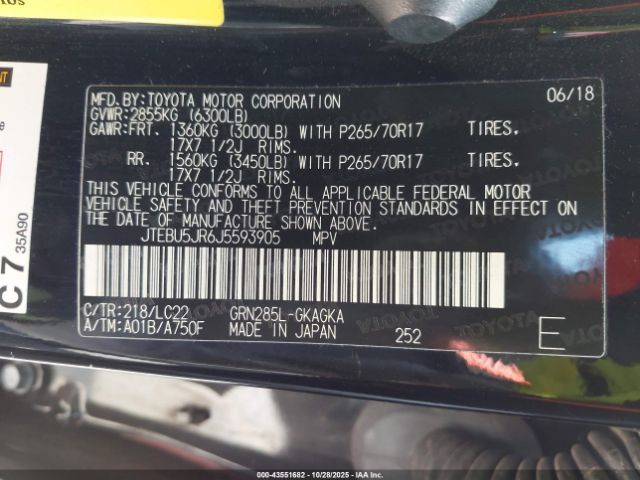 MFD.BY:TOYOTA MOTOR CORPORATION 06/18
GVWR:2855KG (6300LB)
GAWR:FRT. 1360KG (3000LB) WITH P265/70R17 TIRES.
17X7 1/2J RIMS.
RR. 1560KG (3450LB) WITH P265/70R17 TIRES.
17X7 1/2J RIMS.
THIS VEHICLE CONFORMS TO ALL APPLICABLE FEDERAL MOTOR
VEHICLE SAFETY AND THEFT PREVENTION STANDARDS IN EFFECT ON
THE DATE OF MANUFACTURE SHOWN ABOVE.
JTEBU5JR6J5593905 MPV
C/TR:218/LC22 GRN285L-GKAGKA
A/TM:A01B/A750F MADE IN JAPAN 252 E
C 7
35A90
000-43551682 - 10/28/2025 - © IAA, LLC